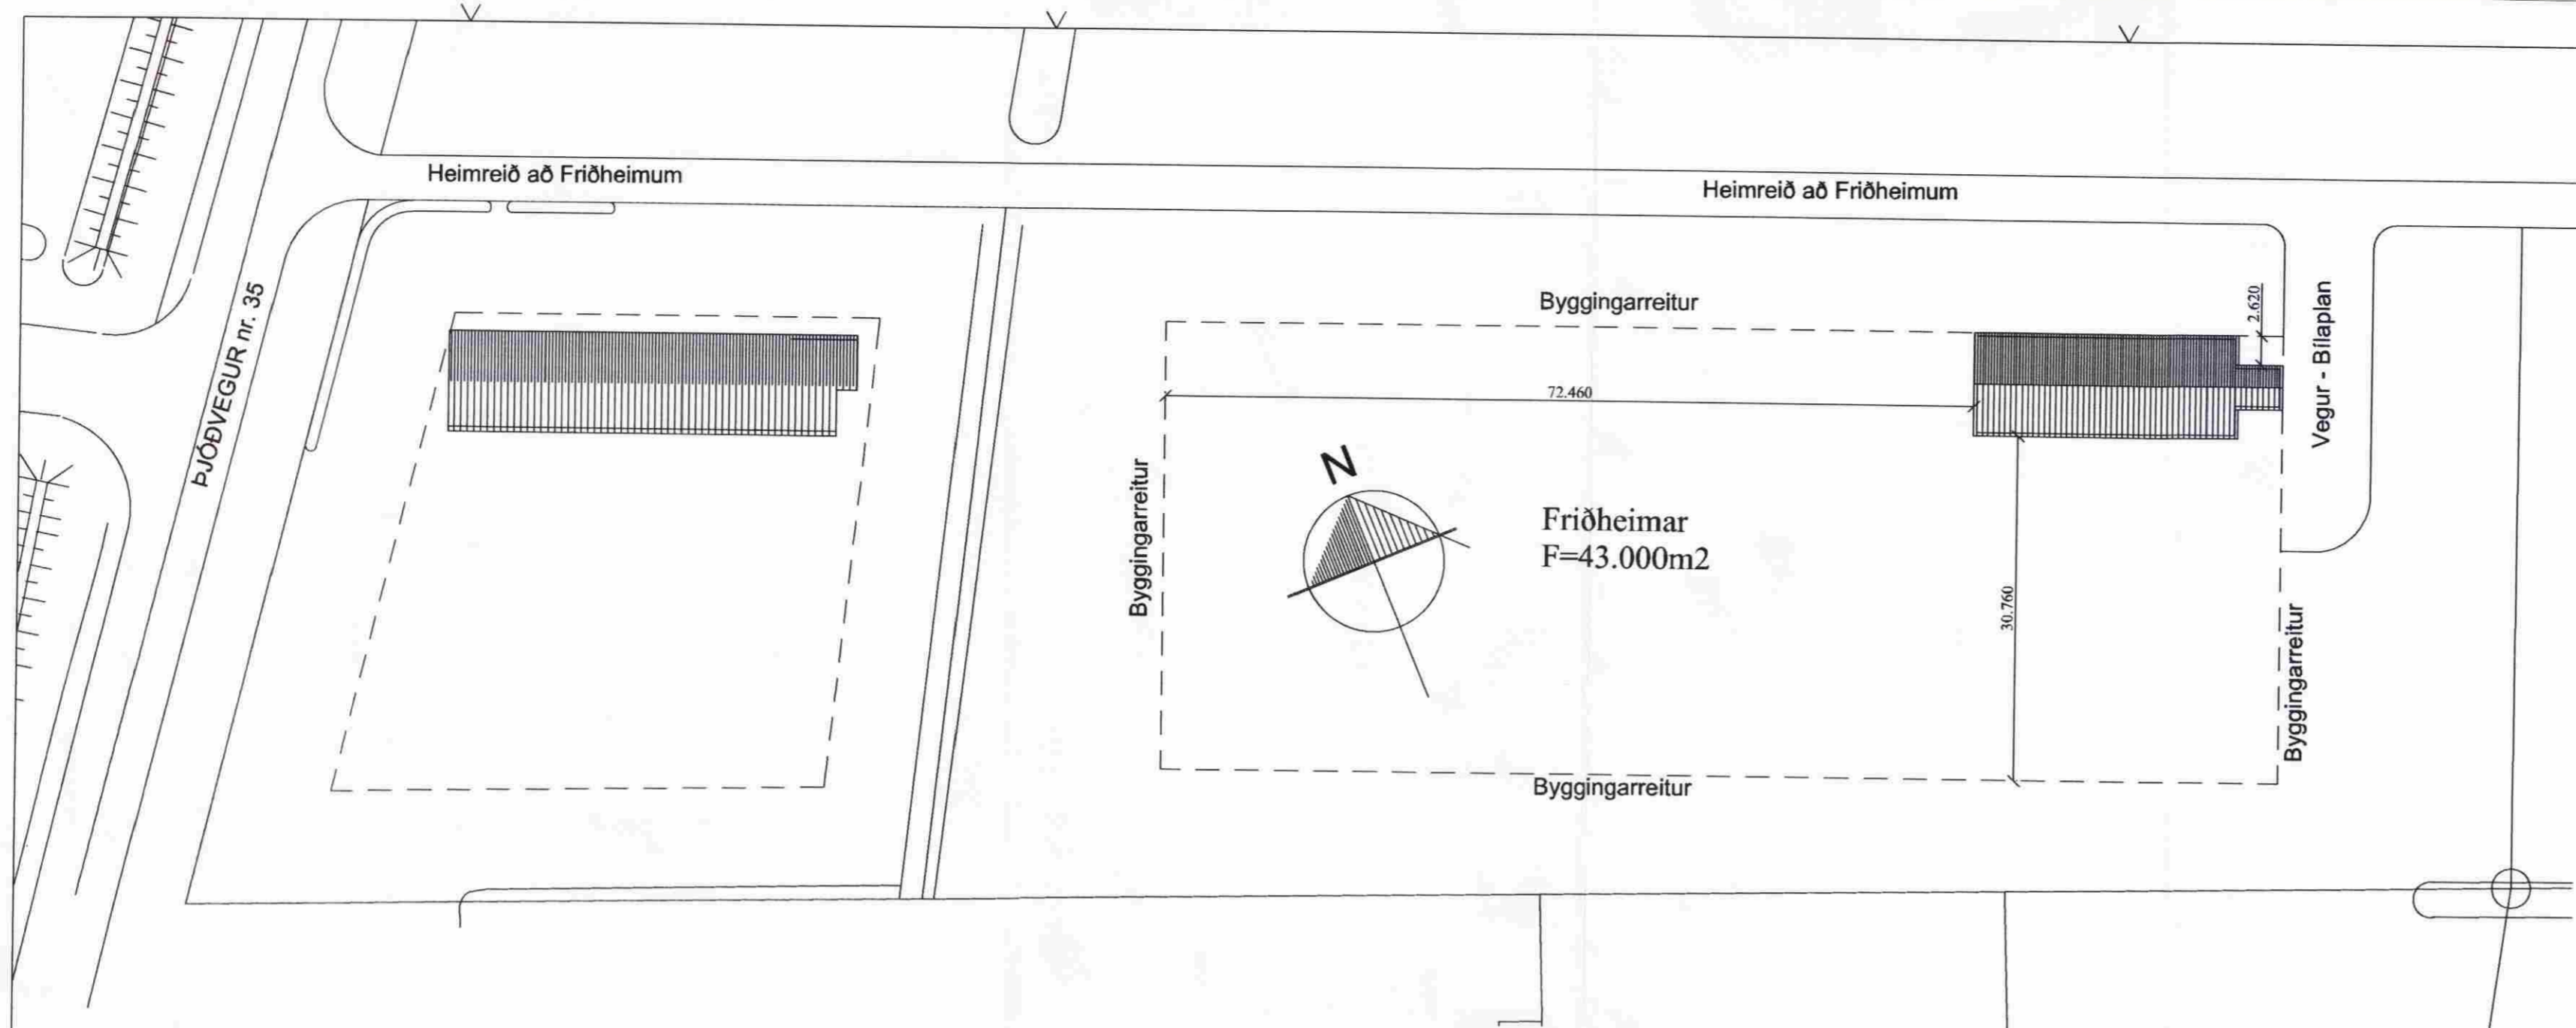 Heimreið að Friðheimum
Heimreið að Friðheimum
ÞJÓÐVEGUR nr. 35
Byggingarreitur
2.620
Vegur - Bílaplan
72.460
N
Byggingarreitur
Friðheimar
F=43.000m2
30.760
Byggingarreitur
Byggingarreitur